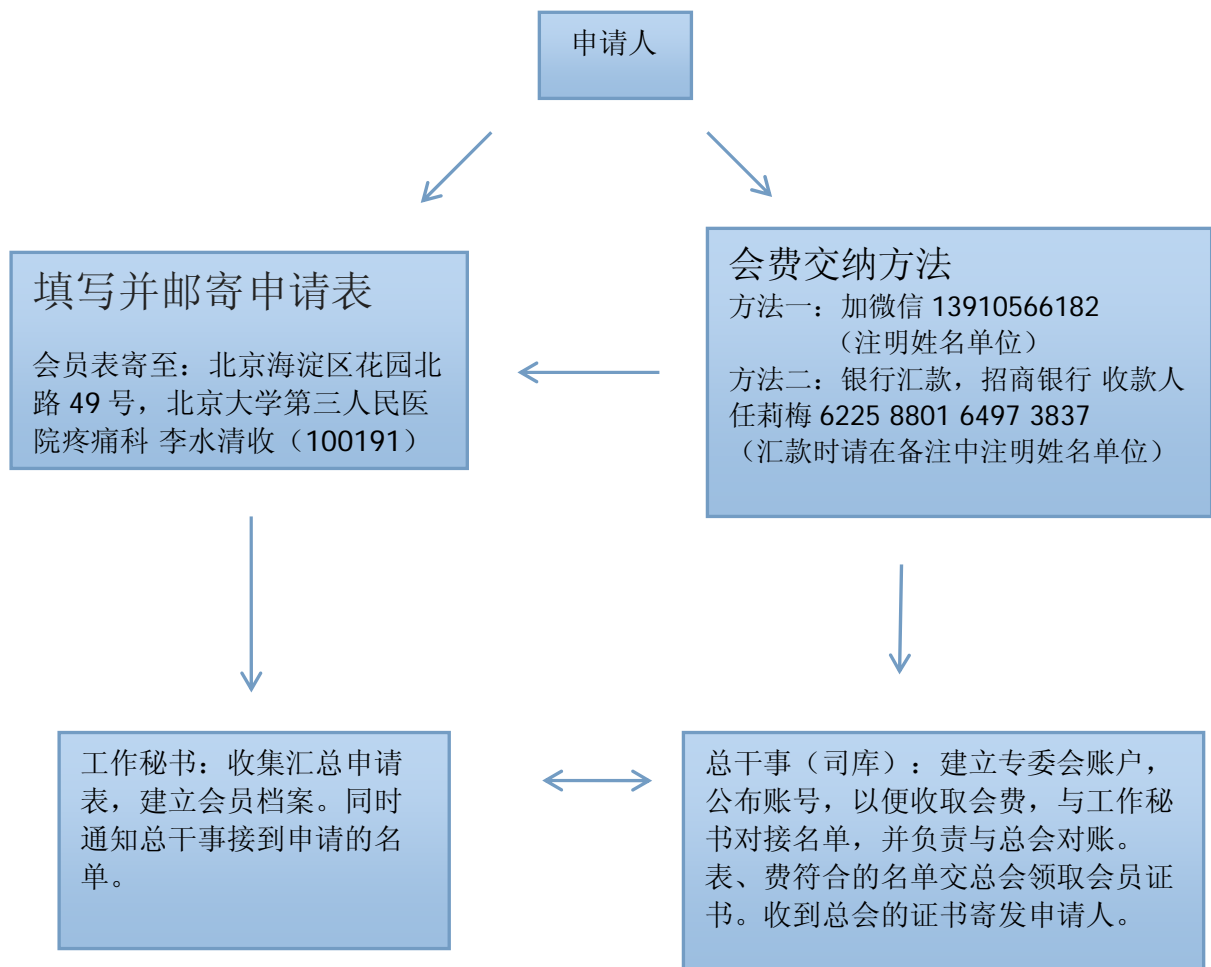 申请人
填写并邮寄申请表
会员表寄至：北京海淀区花园北
路 49 号，北京大学第三人民医
院疼痛科 李水清收（100191）
会费交纳方法
方法一：加微信 13910566182
（注明姓名单位）
方法二：银行汇款，招商银行 收款人
任莉梅 6225 8801 6497 3837
（汇款时请在备注中注明姓名单位）
工作秘书：收集汇总申请
表，建立会员档案。同时
通知总干事接到申请的名
单。
总干事（司库）：建立专委会账户，
公布账号，以便收取会费，与工作秘
书对接名单，并负责与总会对账。
表、费符合的名单交总会领取会员证
书。收到总会的证书寄发申请人。